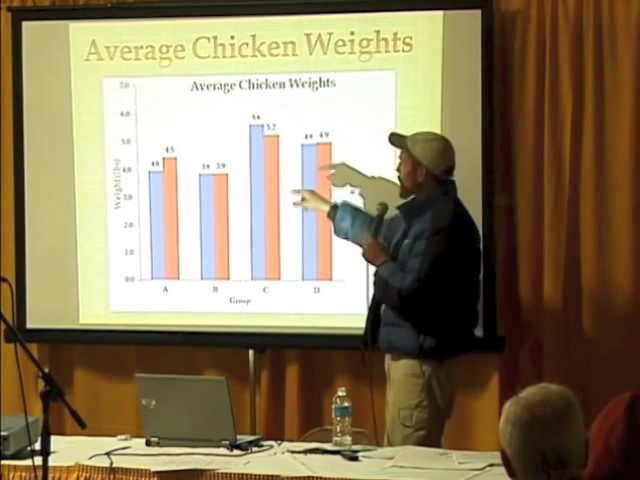 Average Chicken Weights
Average Chicken Weights
7.0
6.0
5.0
4.0
3.0
2.0
1.0
0.0
Weight (lbs)
4.0 4.5
3.9 3.9
5.6 5.2
4.9 4.9
A B C D
Group